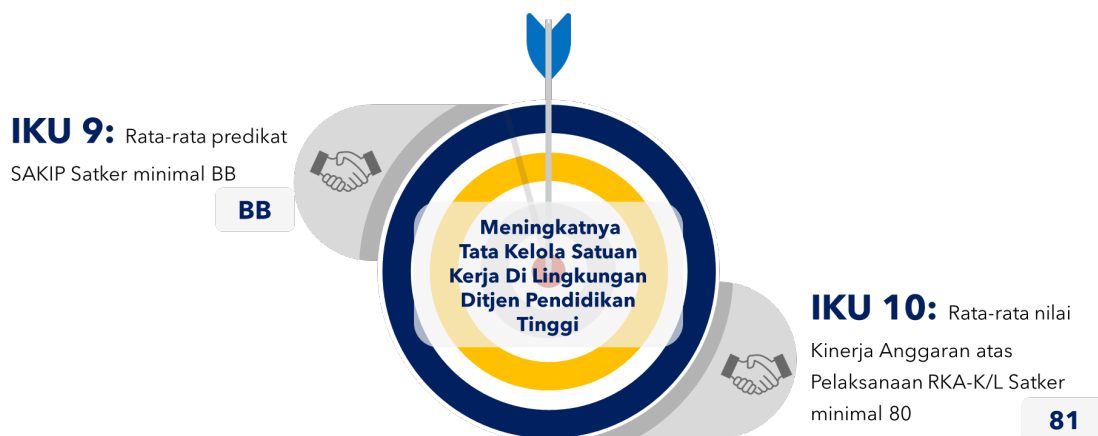 IKU 9: Rata-rata predikat
SAKIP Satker minimal BB
BB
Meningkatnya
Tata Kelola Satuan
Kerja Di Lingkungan
Ditjen Pendidikan
Tinggi
IKU 10: Rata-rata nilai
Kinerja Anggaran atas
Pelaksanaan RKA-K/L Satker
minimal 80
81